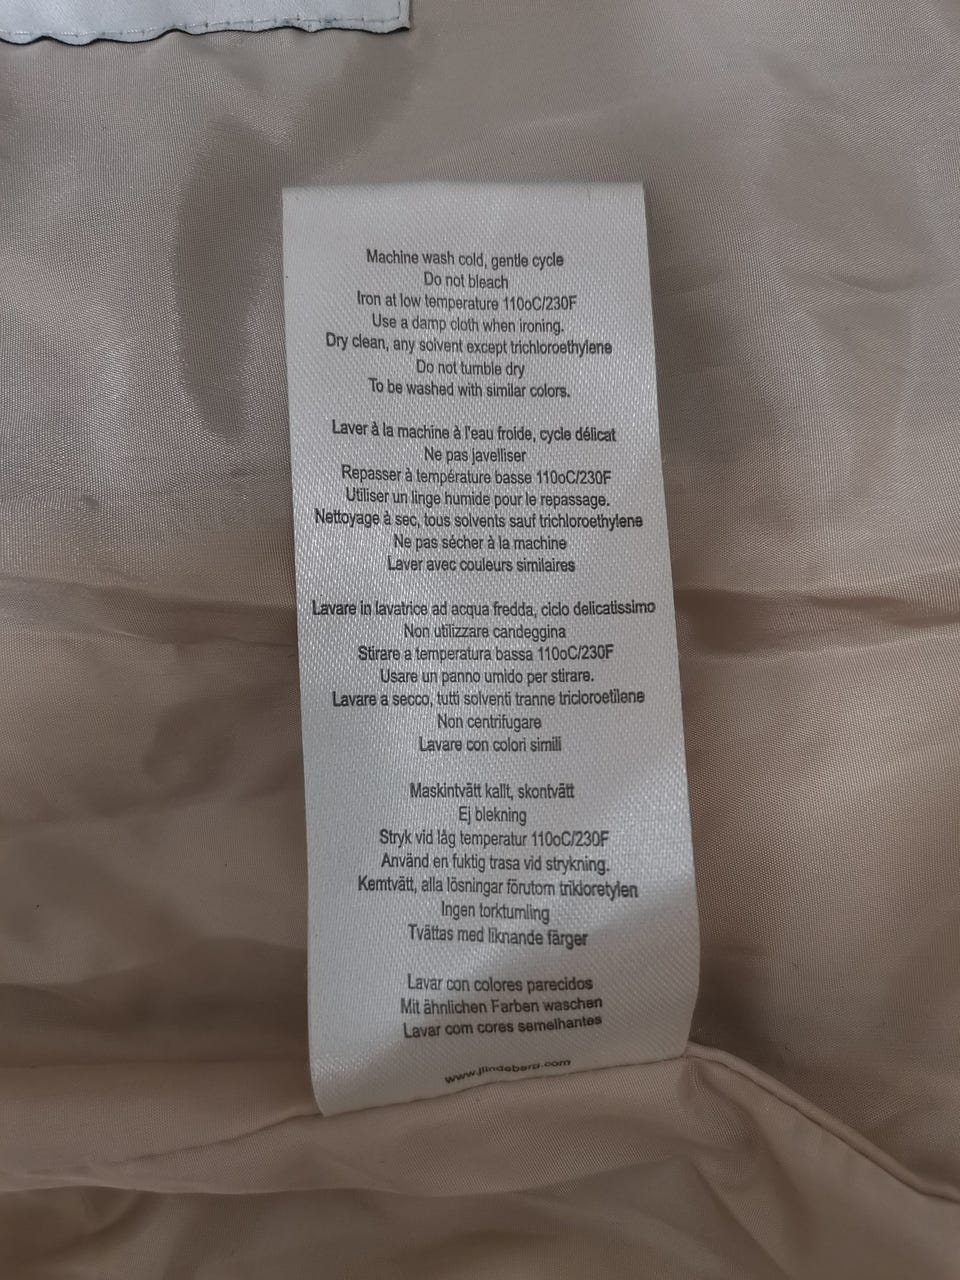 Machine wash cold, gentle cycle
Do not bleach
Iron at low temperature 110oC/230F
Use a damp cloth when ironing.
Dry clean, any solvent except trichloroethylene
Do not tumble dry
To be washed with similar colors.
Laver à la machine à l'eau froide, cycle délicat
Ne pas javelliser
Repasser à température basse 110oC/230F
Utiliser un linge humide pour le repassage.
Nettoyage à sec, tous solvents sauf trichloroethylene
Ne pas sécher à la machine
Laver avec couleurs similaires
Lavare in lavatrice ad acqua fredda, ciclo delicatissimo
Non utilizzare candeggina
Stirare a temperatura bassa 110oC/230F
Usare un panno umido per stirare.
Lavare a secco, tutti solventi tranne tricloroetilene
Non centrifugare
Lavare con colori simili
Maskintvätt kallt, skontvätt
Ej blekning
Stryk vid låg temperatur 110oC/230F
Använd en fuktig trasa vid strykning.
Kemtvätt, alla lösningar förutom trikloretylen
Ingen torktumling
Tvättas med liknande färger
Lavar con colores parecidos
Mit ähnlichen Farben waschen
Lavar com cores semelhantes
www.jlindeberg.com